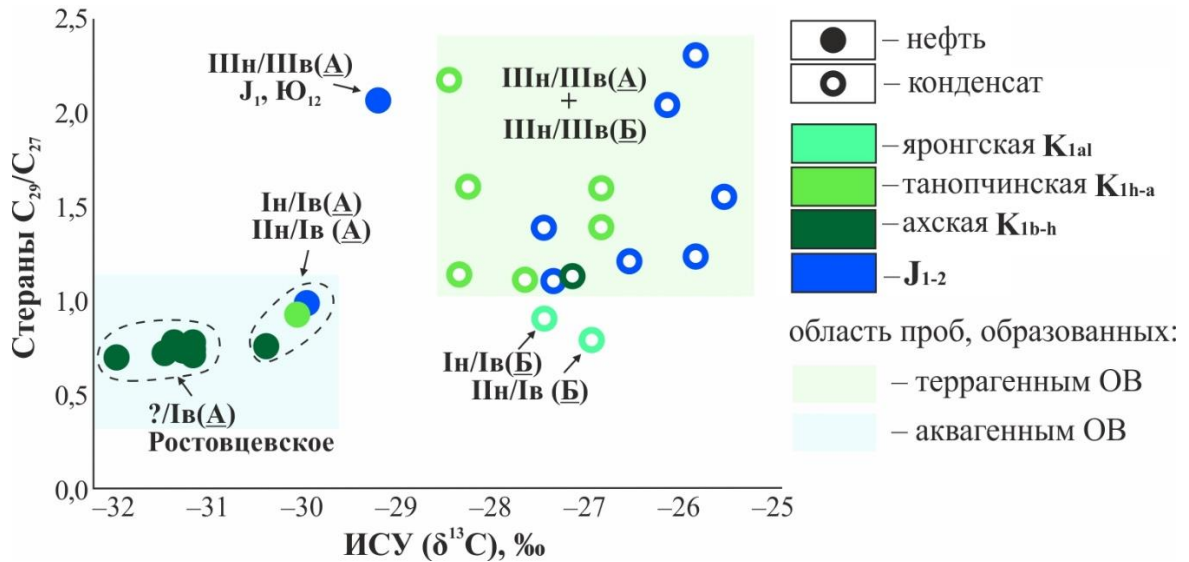 Стераны C₂₉/C₂₇
2,5
2,0
1,5
1,0
0,5
0,0
IIIн/IIIв(А)
J₁, Ю₁₂
IIIн/IIIв(А)
+
IIIн/IIIв(Б)
Iн/Iв(А)
IIн/Iв (А)
Iн/Iв(Б)
IIн/Iв (Б)
?/Iв(А)
Ростовцевское
–32
–31
–30
–29
–28
–27
–26
–25
ИСУ (δ¹³C), ‰
– нефть
– конденсат
– яронгская K₁al
– танопчинская K₁h-a
– ахская K₁b-h
– J₁₋₂
область проб, образованных:
– террагенным ОВ
– аквагенным ОВ